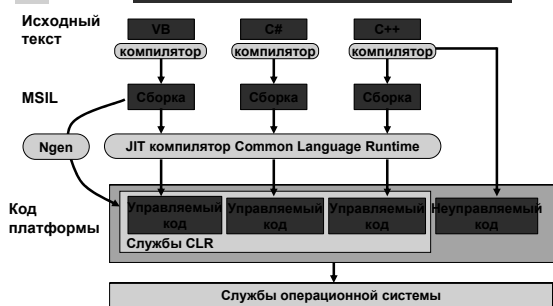 Исходный
текст
VB C# C++
компилятор компилятор компилятор
MSIL
Сборка Сборка Сборка
Ngen
JIT компилятор Common Language Runtime
Код
платформы
Управляемый Управляемый Управляемый Неуправляемый
код код код код
Службы CLR
Службы операционной системы